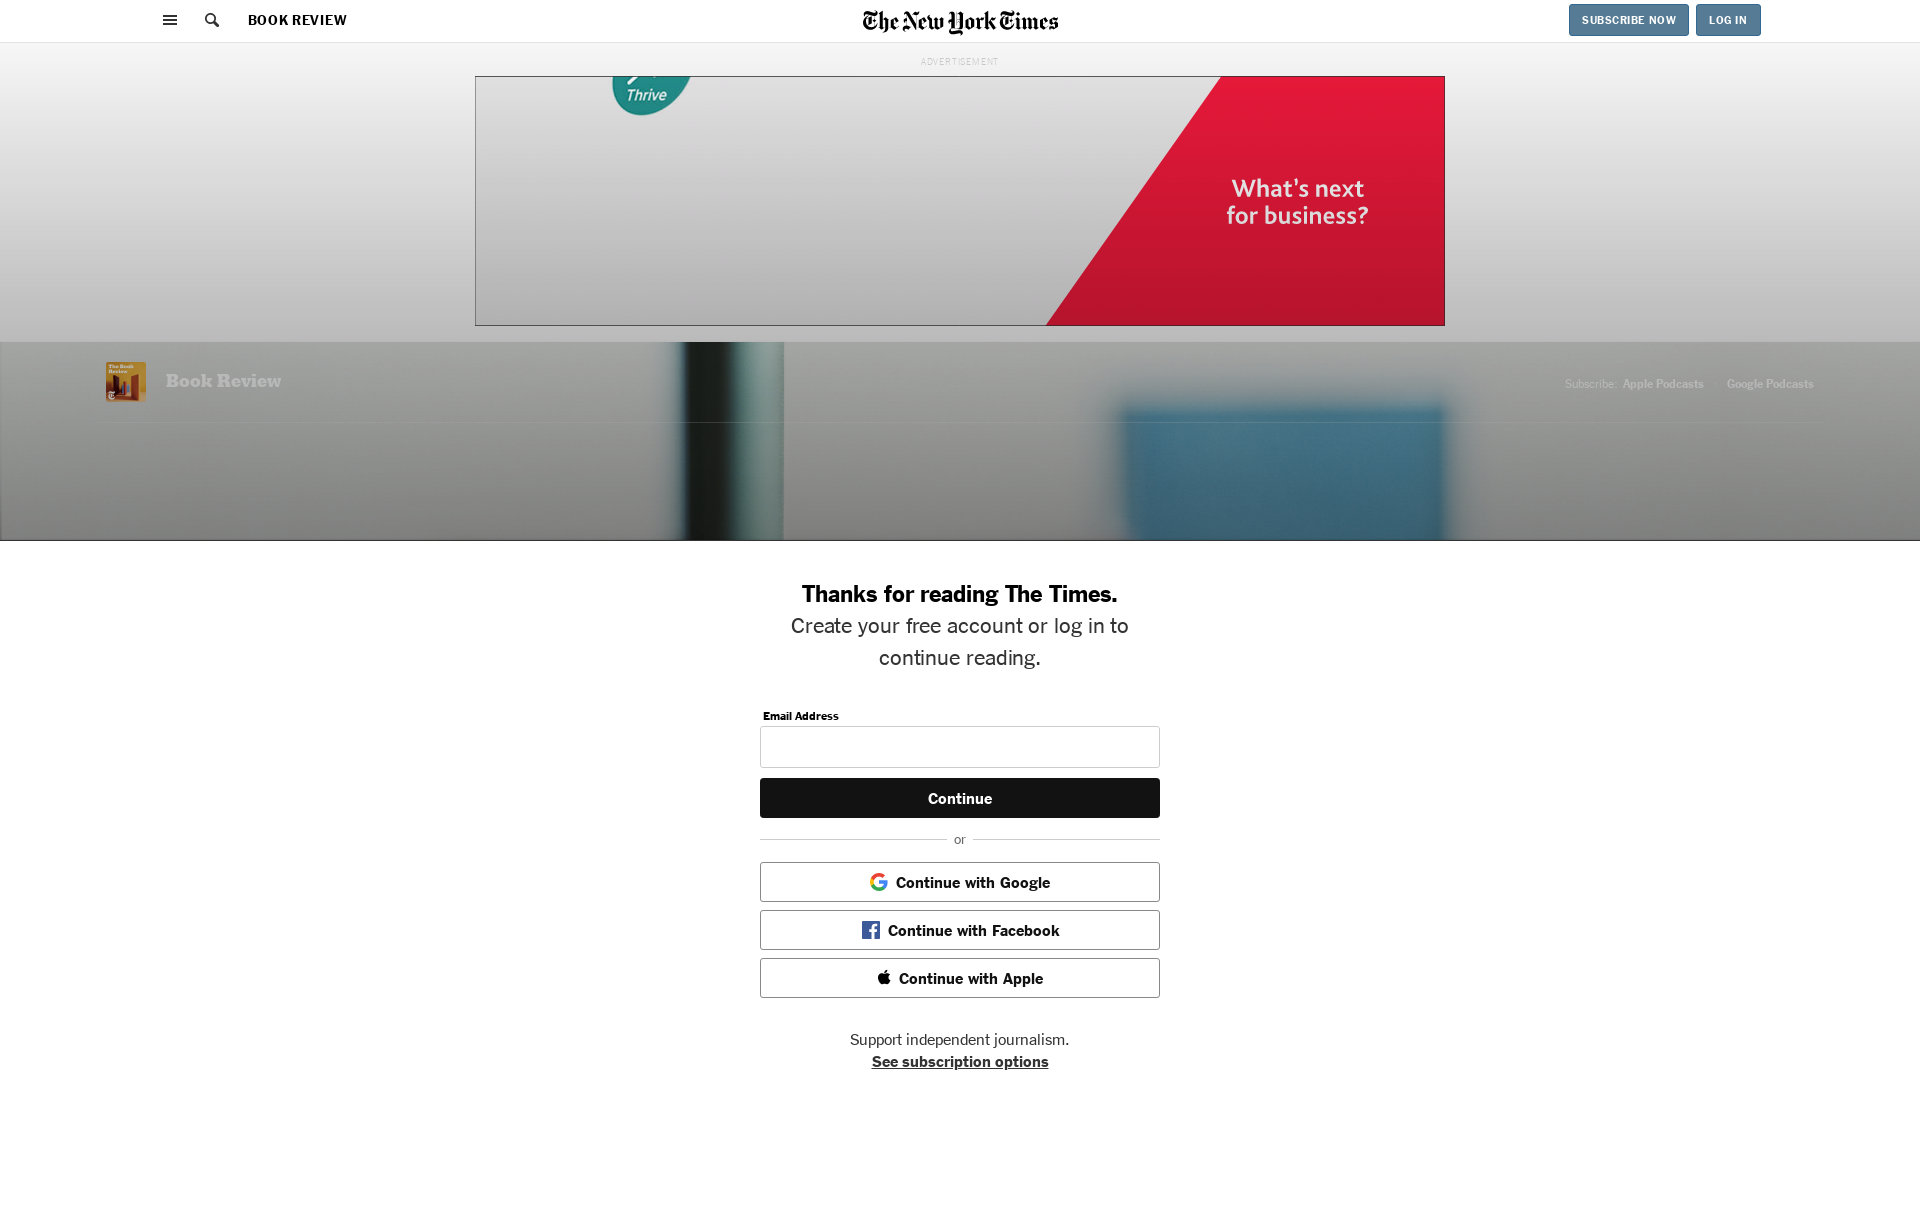 BOOK REVIEW
The New York Times
SUBSCRIBE NOW
LOG IN
ADVERTISEMENT
Thrive
What's next
for business?
The Book
Review
Book Review
Subscribe: Apple Podcasts
Google Podcasts
Thanks for reading The Times.
Create your free account or log in to
continue reading.
Email Address
Continue
or
Continue with Google
Continue with Facebook
Continue with Apple
Support independent journalism.
See subscription options